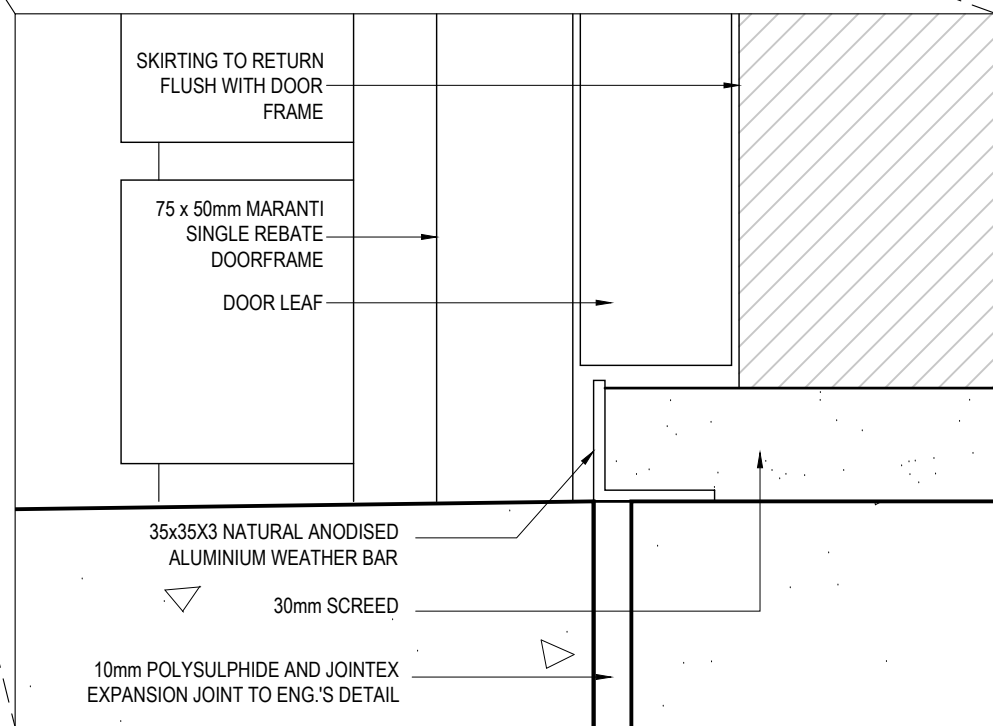 SKIRTING TO RETURN
FLUSH WITH DOOR
FRAME
75 x 50mm MARANTI
SINGLE REBATE
DOORFRAME
DOOR LEAF
35x35X3 NATURAL ANODISED
ALUMINIUM WEATHER BAR
30mm SCREED
10mm POLYSULPHIDE AND JOINTEX
EXPANSION JOINT TO ENG.'S DETAIL